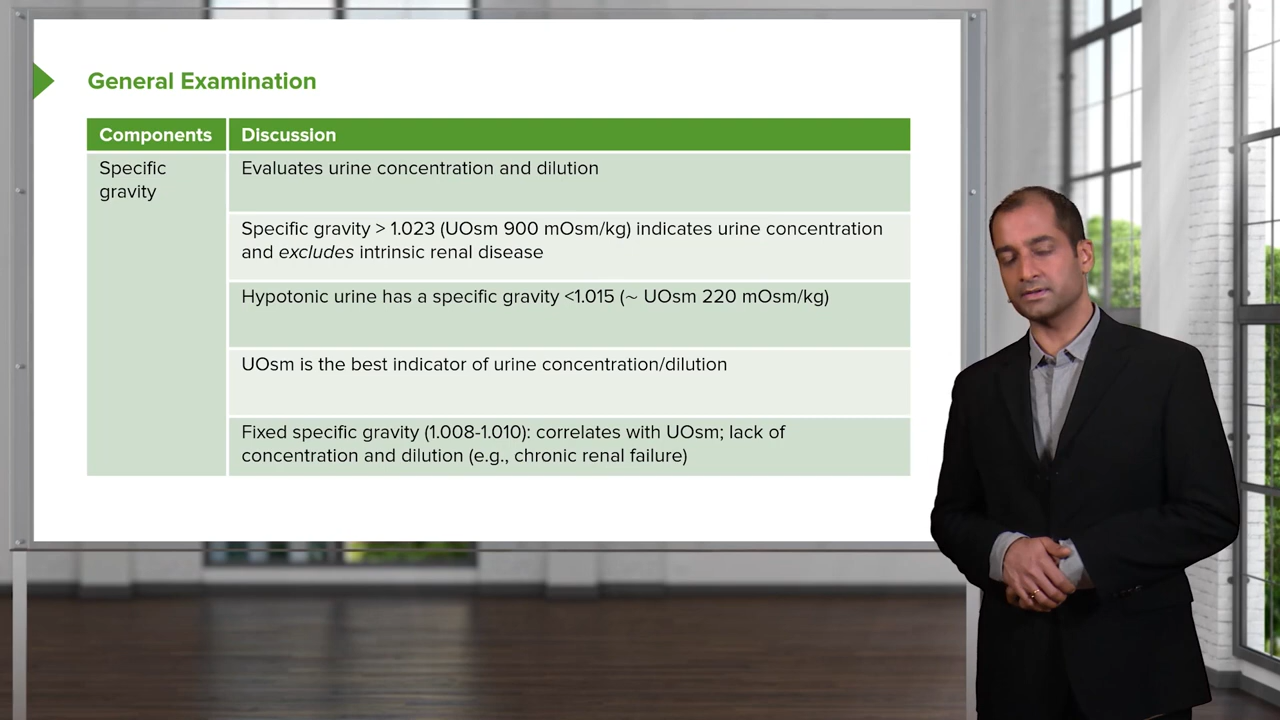 General Examination
Components Discussion
Specific
gravity
Evaluates urine concentration and dilution
Specific gravity > 1.023 (UOsm 900 mOsm/kg) indicates urine concentration
and excludes intrinsic renal disease
Hypotonic urine has a specific gravity <1.015 (~ UOsm 220 mOsm/kg)
UOsm is the best indicator of urine concentration/dilution
Fixed specific gravity (1.008-1.010): correlates with UOsm; lack of
concentration and dilution (e.g., chronic renal failure)